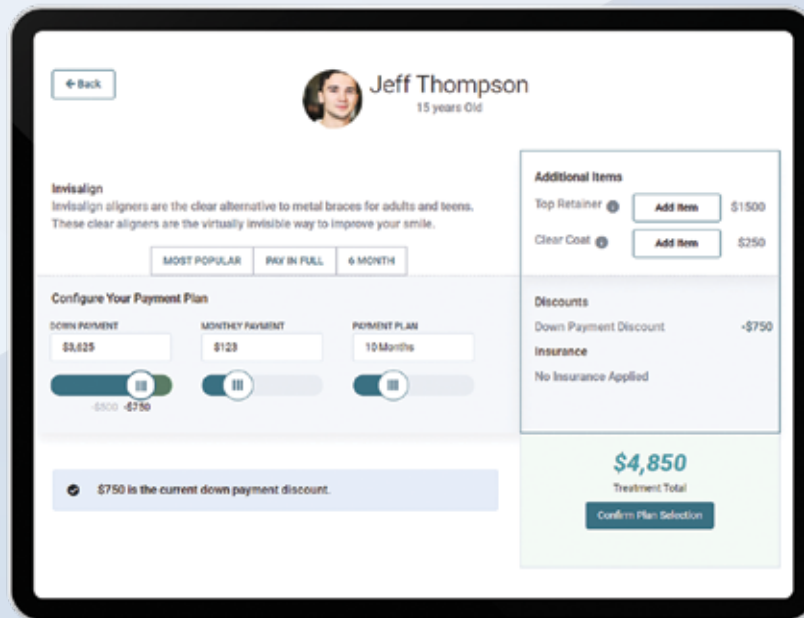 ← Back
Jeff Thompson
15 years Old
Invisalign
Invisalign aligners are the clear alternative to metal braces for adults and teens.
These clear aligners are the virtually invisible way to improve your smile.
MOST POPULAR
PAY IN FULL
6 MONTH
Configure Your Payment Plan
DOWN PAYMENT
MONTHLY PAYMENT
PAYMENT PLAN
$3,625
$123
10 Months
-$500 -$750
$750 is the current down payment discount.
Additional Items
Top Retainer
Add Item
$1500
Clear Coat
Add Item
$250
Discounts
Down Payment Discount
-$750
Insurance
No Insurance Applied
$4,850
Treatment Total
Confirm Plan Selection